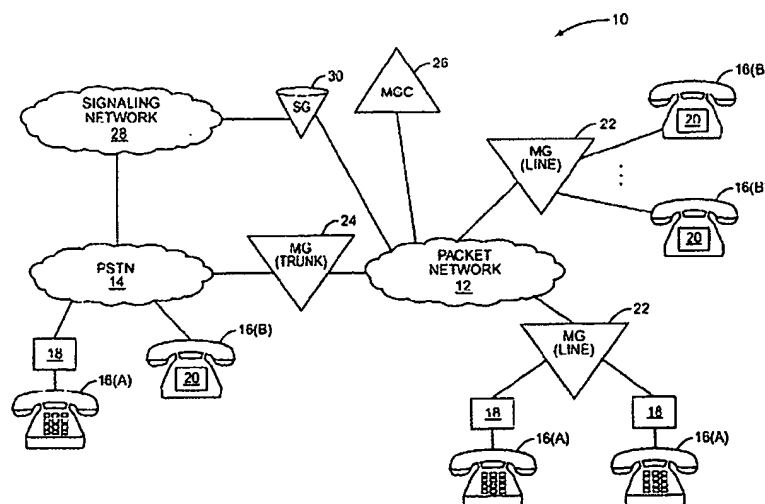 10
26
30
16(B
SIGNALING
NETWORK
28
SG
MGC
22
20
MG
(LINE)
16(B
24
20
MG
(TRUNK)
PSTN
14
PACKET
NETWORK
12
22
16(B)
MG
(LINE)
18
20
16(A)
18
18
16(A)
16(A)